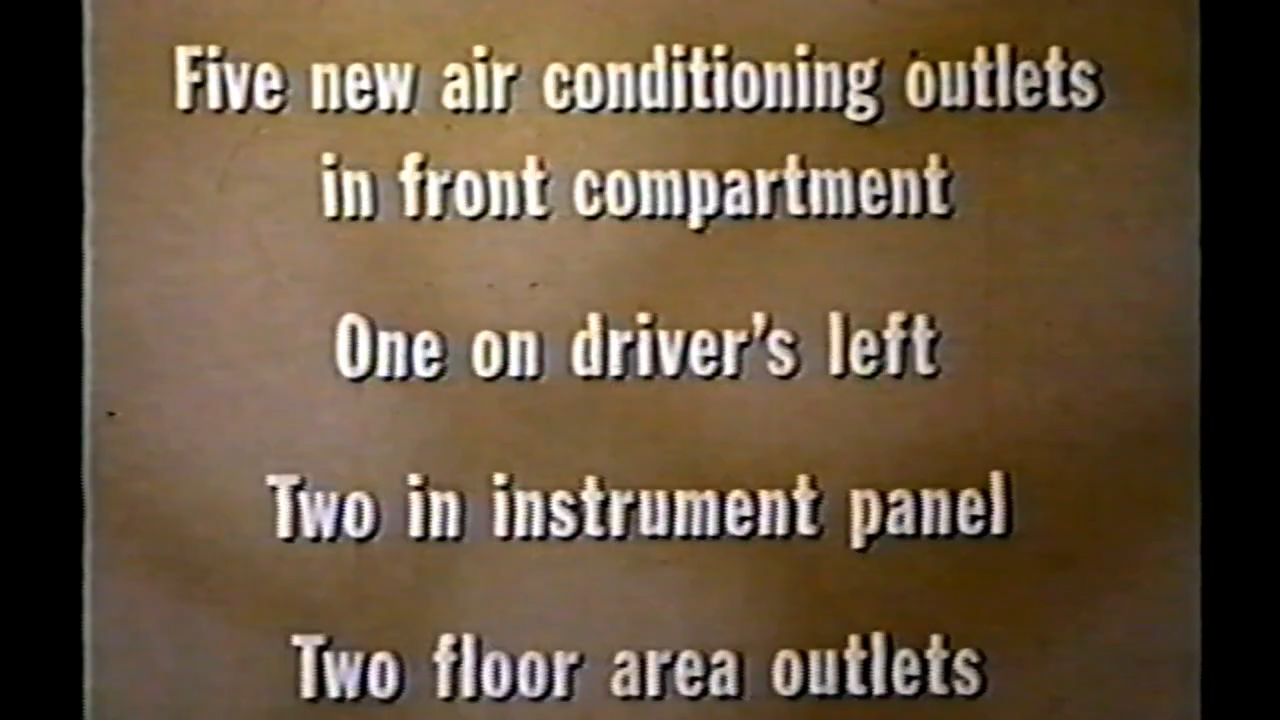 Five new air conditioning outlets
in front compartment
One on driver's left
Two in instrument panel
Two floor area outlets